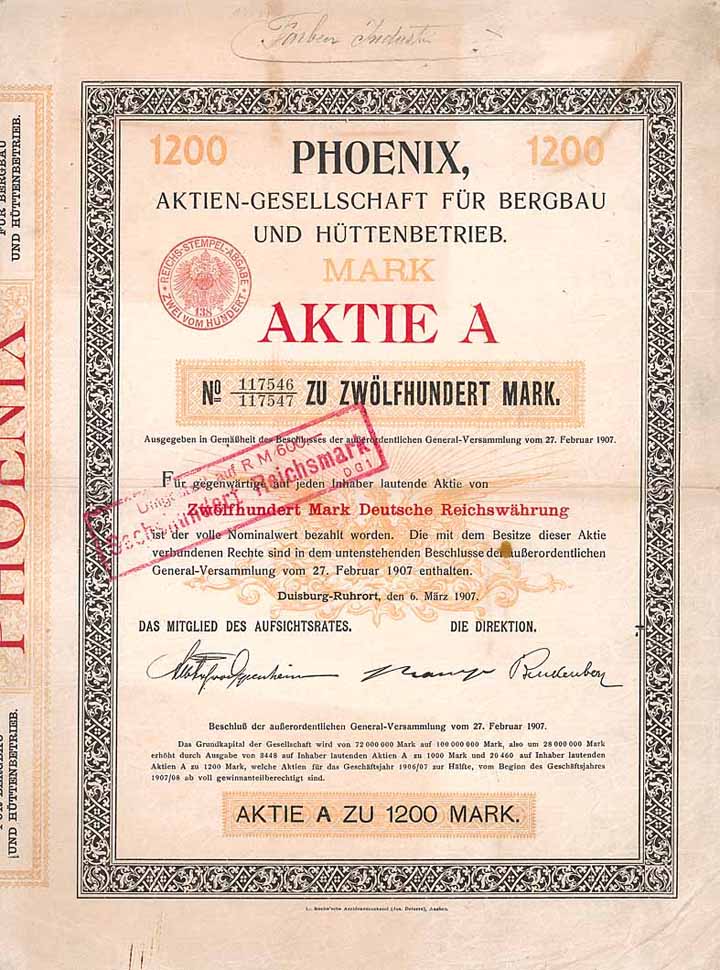 Farben Industri
1200 PHOENIX, 1200
AKTIEN-GESELLSCHAFT FÜR BERGBAU
UND HÜTTENBETRIEB.
MARK
REICHS-STEMPEL-ABGABE
ZWEI VOM HUNDERT
138
AKTIE A
No 117546 ZU ZWÖLFHUNDERT MARK.
117547
Ausgegeben in Gemäßheit des Beschlusses der außerordentlichen General-Versammlung vom 27. Februar 1907.
auf RM 600.—
Sechshundert Reichsmark
DG1
Für gegenwärtige auf jeden Inhaber lautende Aktie von
Zwölfhundert Mark Deutsche Reichswährung
ist der volle Nominalwert bezahlt worden. Die mit dem Besitze dieser Aktie
verbundenen Rechte sind in dem untenstehenden Beschlusse der außerordentlichen
General-Versammlung vom 27. Februar 1907 enthalten.
Duisburg-Ruhrort, den 6. März 1907.
DAS MITGLIED DES AUFSICHTSRATES. DIE DIREKTION.
Beschluß der außerordentlichen General-Versammlung vom 27. Februar 1907.
Das Grundkapital der Gesellschaft wird von 72 000 000 Mark auf 100 000 000 Mark, also um 28 000 000 Mark
erhöht durch Ausgabe von 3448 auf Inhaber lautenden Aktien A zu 1000 Mark und 20 460 auf Inhaber lautenden
Aktien A zu 1200 Mark, welche Aktien für das Geschäftsjahr 1906/07 zur Hälfte, vom Beginn des Geschäftsjahres
1907/08 ab voll gewinnanteilberechtigt sind.
AKTIE A ZU 1200 MARK.
FÜR BERGBAU
UND HÜTTENBETRIEB.
PHOENIX
UND HÜTTENBETRIEB.